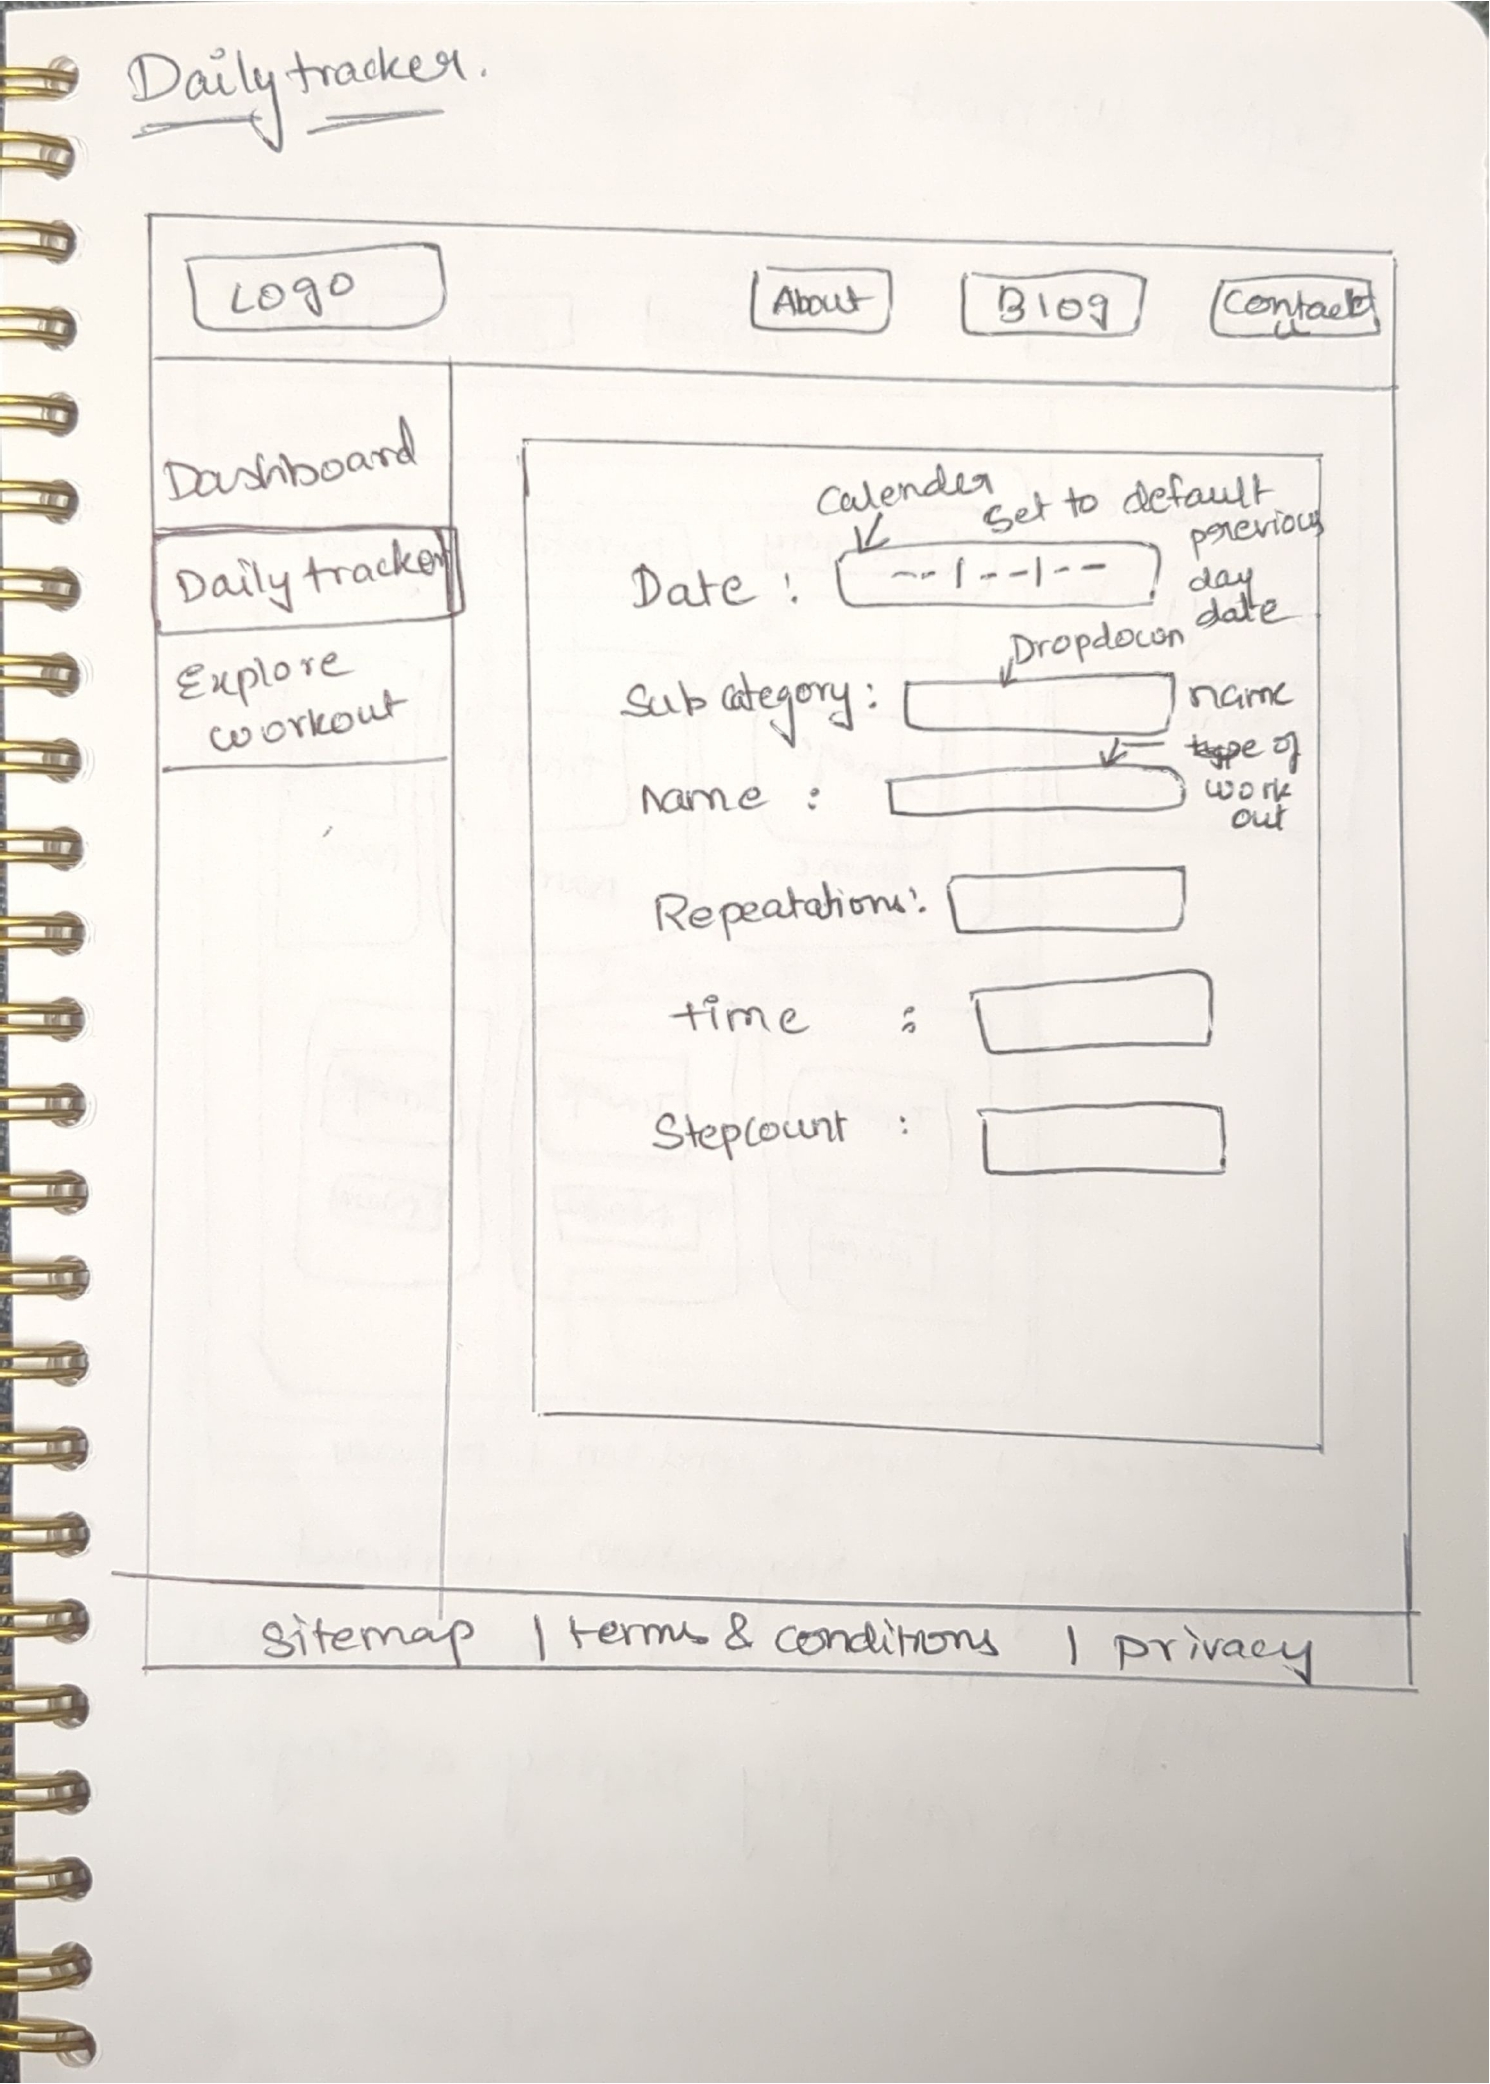 Daily tracker.
Logo
About
Blog
Contact
Dashboard
Daily tracker
Explore
workout
Calender
Set to default
previous
day
date
Date : --/--/--
Dropdown
Sub category :
name
type of
work
out
name :
Repeatations :
time :
Stepcount :
Sitemap | terms & conditions | privacy